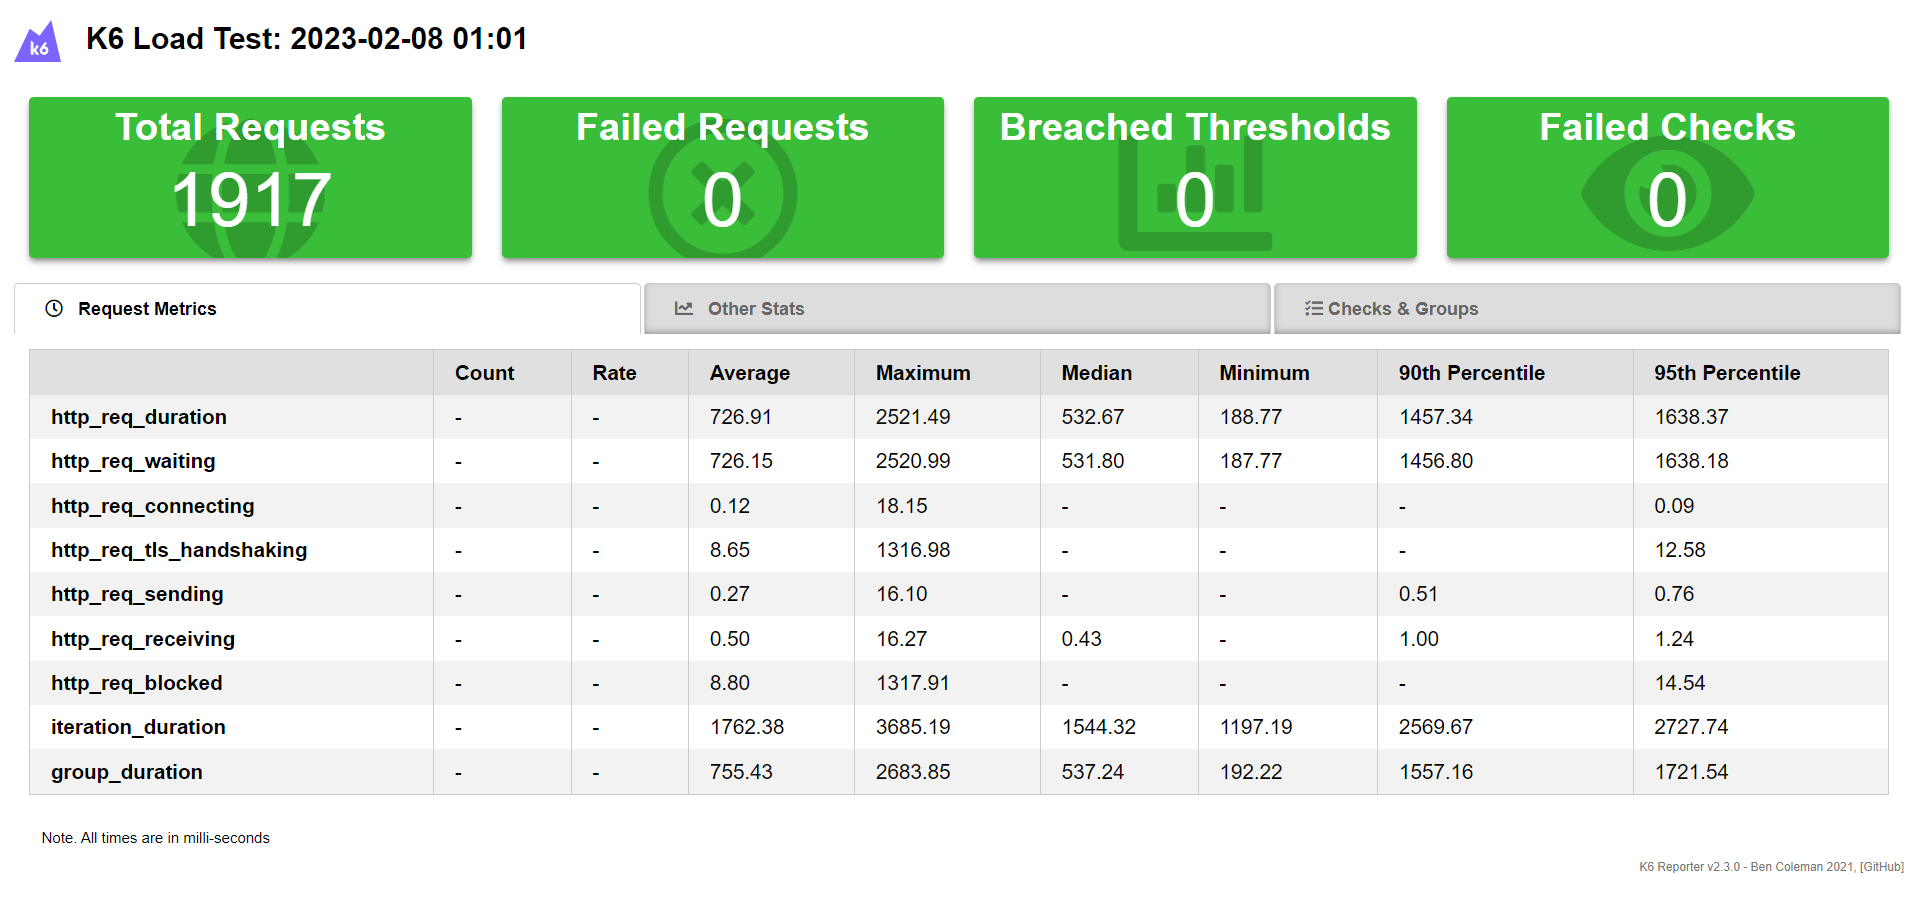 k6
K6 Load Test: 2023-02-08 01:01
Total Requests
1917
Failed Requests
0
Breached Thresholds
0
Failed Checks
0
Request Metrics
Other Stats
Checks & Groups
Count Rate Average Maximum Median Minimum 90th Percentile 95th Percentile
http_req_duration - - 726.91 2521.49 532.67 188.77 1457.34 1638.37
http_req_waiting - - 726.15 2520.99 531.80 187.77 1456.80 1638.18
http_req_connecting - - 0.12 18.15 - - - 0.09
http_req_tls_handshaking - - 8.65 1316.98 - - - 12.58
http_req_sending - - 0.27 16.10 - - 0.51 0.76
http_req_receiving - - 0.50 16.27 0.43 - 1.00 1.24
http_req_blocked - - 8.80 1317.91 - - - 14.54
iteration_duration - - 1762.38 3685.19 1544.32 1197.19 2569.67 2727.74
group_duration - - 755.43 2683.85 537.24 192.22 1557.16 1721.54
Note. All times are in milli-seconds
K6 Reporter v2.3.0 - Ben Coleman 2021, [GitHub]